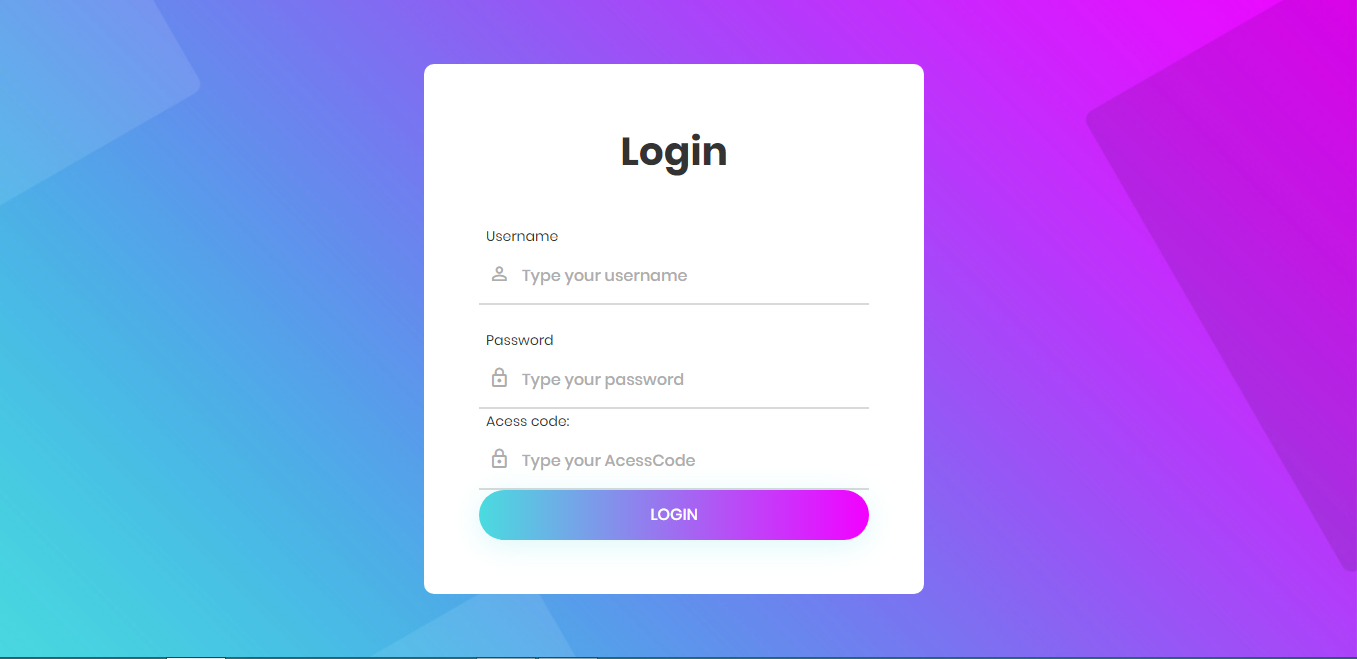 Login
Username
Type your username
Password
Type your password
Acess code:
Type your AcessCode
LOGIN